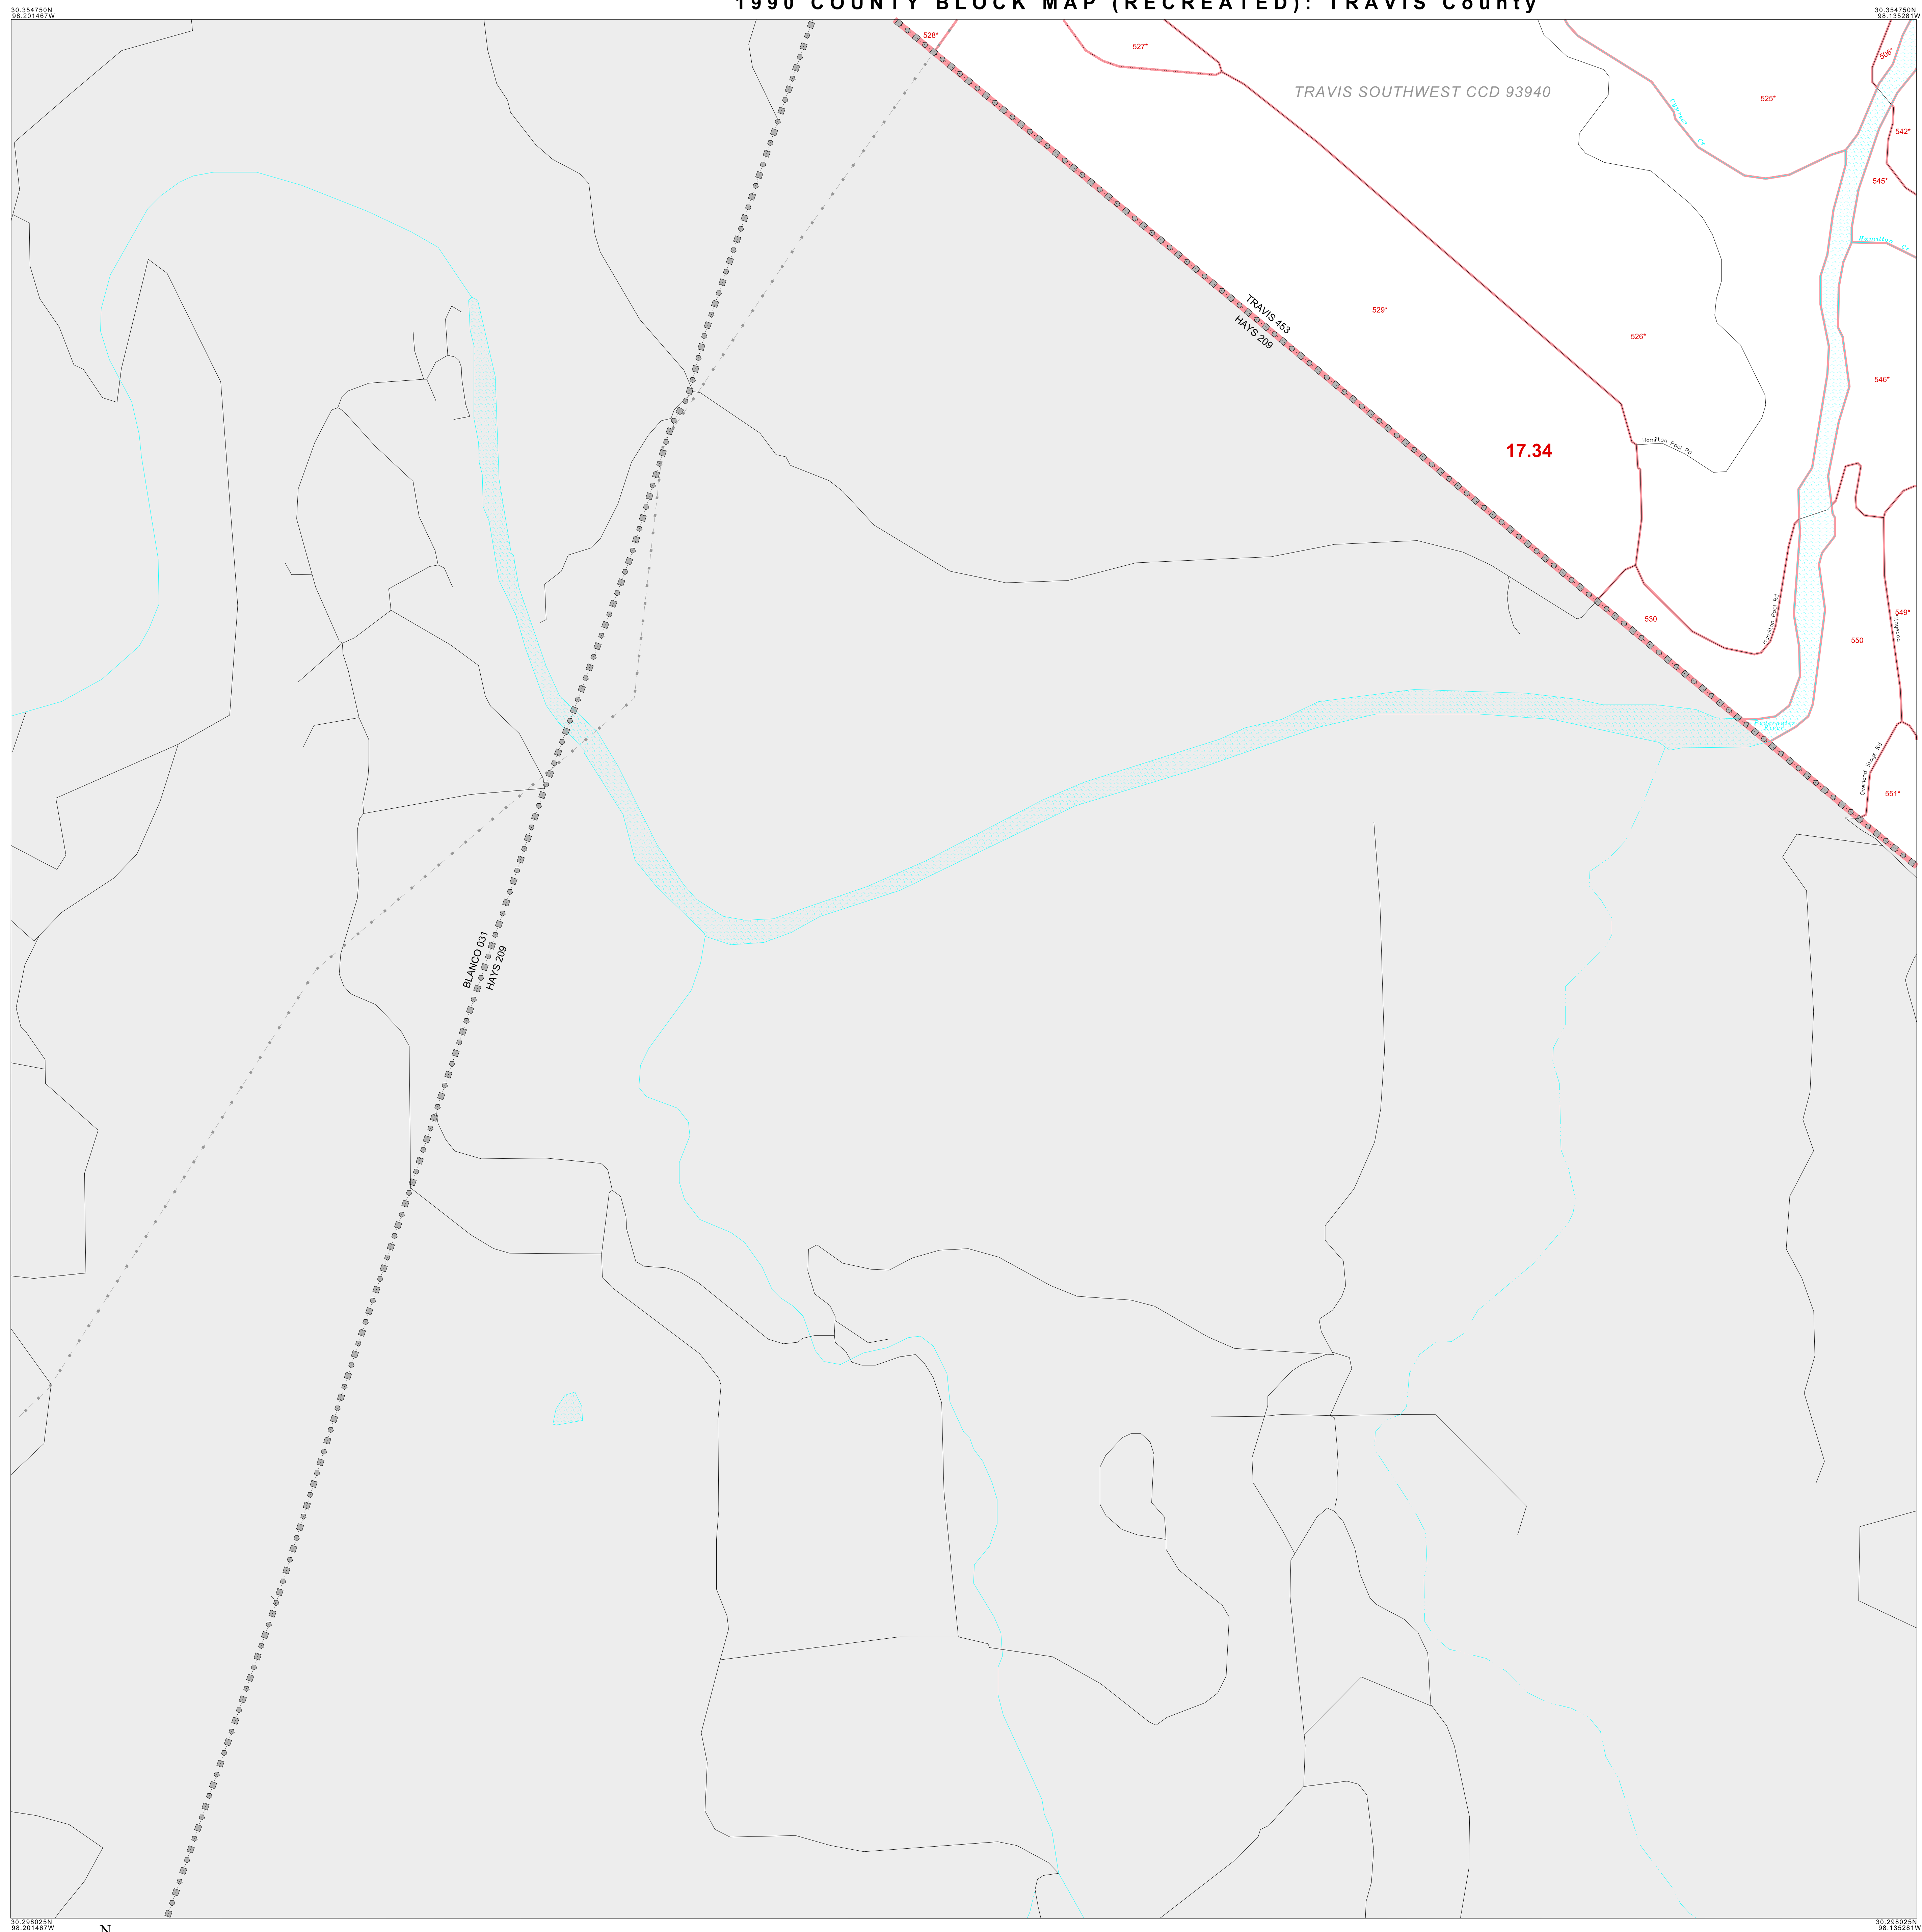 1990 COUNTY BLOCK MAP (RECREATED): TRAVIS County
30.354750N
98.201467W
30.354750N
98.135281W
528*
527*
TRAVIS SOUTHWEST CCD 93940
525*
506*
542*
Cypress Cr
545*
Hamilton Cr
TRAVIS 453
HAYS 209
529*
526*
546*
17.34
Hamilton Pool Rd
530
Hamilton Pool Rd
549*
Stagecoa
550
Pedernales
River
Overland Stage Rd
551*
BLANCO 031
HAYS 209
30.298025N
98.201467W
N
30.298025N
98.135281W